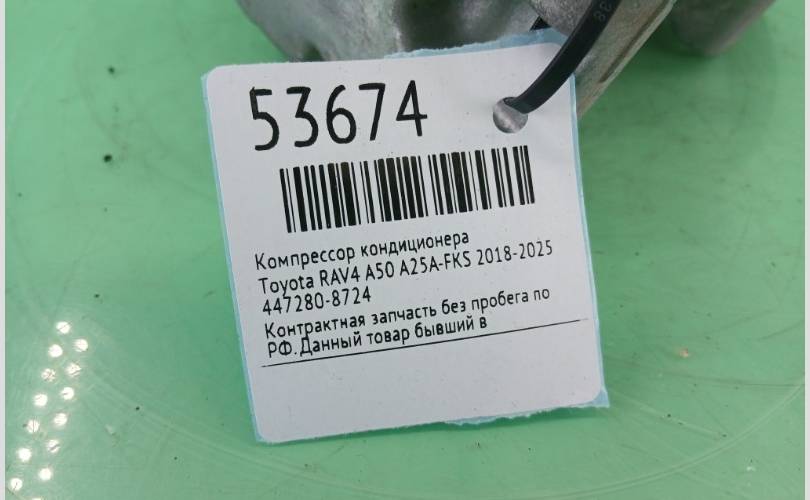 53674
Компрессор кондиционера
Toyota RAV4 A50 A25A-FKS 2018-2025
447280-8724
Контрактная запчасть без пробега по
РФ. Данный товар бывший в
38